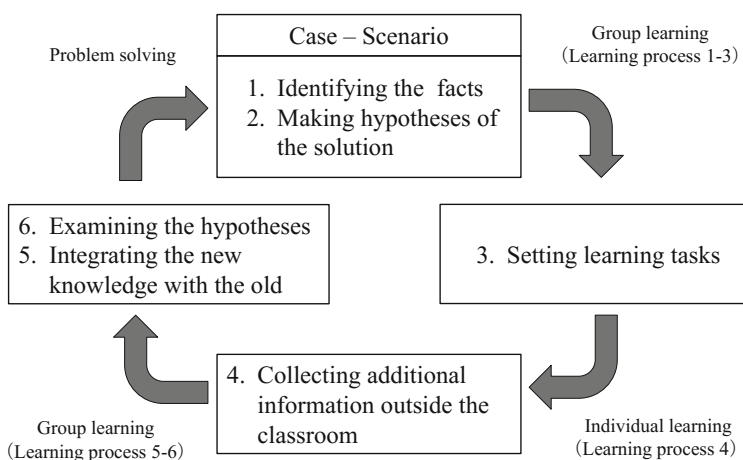 Case – Scenario
1. Identifying the facts
2. Making hypotheses of
the solution
Group learning
(Learning process 1-3)
3. Setting learning tasks
Individual learning
(Learning process 4)
4. Collecting additional
information outside the
classroom
Group learning
(Learning process 5-6)
6. Examining the hypotheses
5. Integrating the new
knowledge with the old
Problem solving